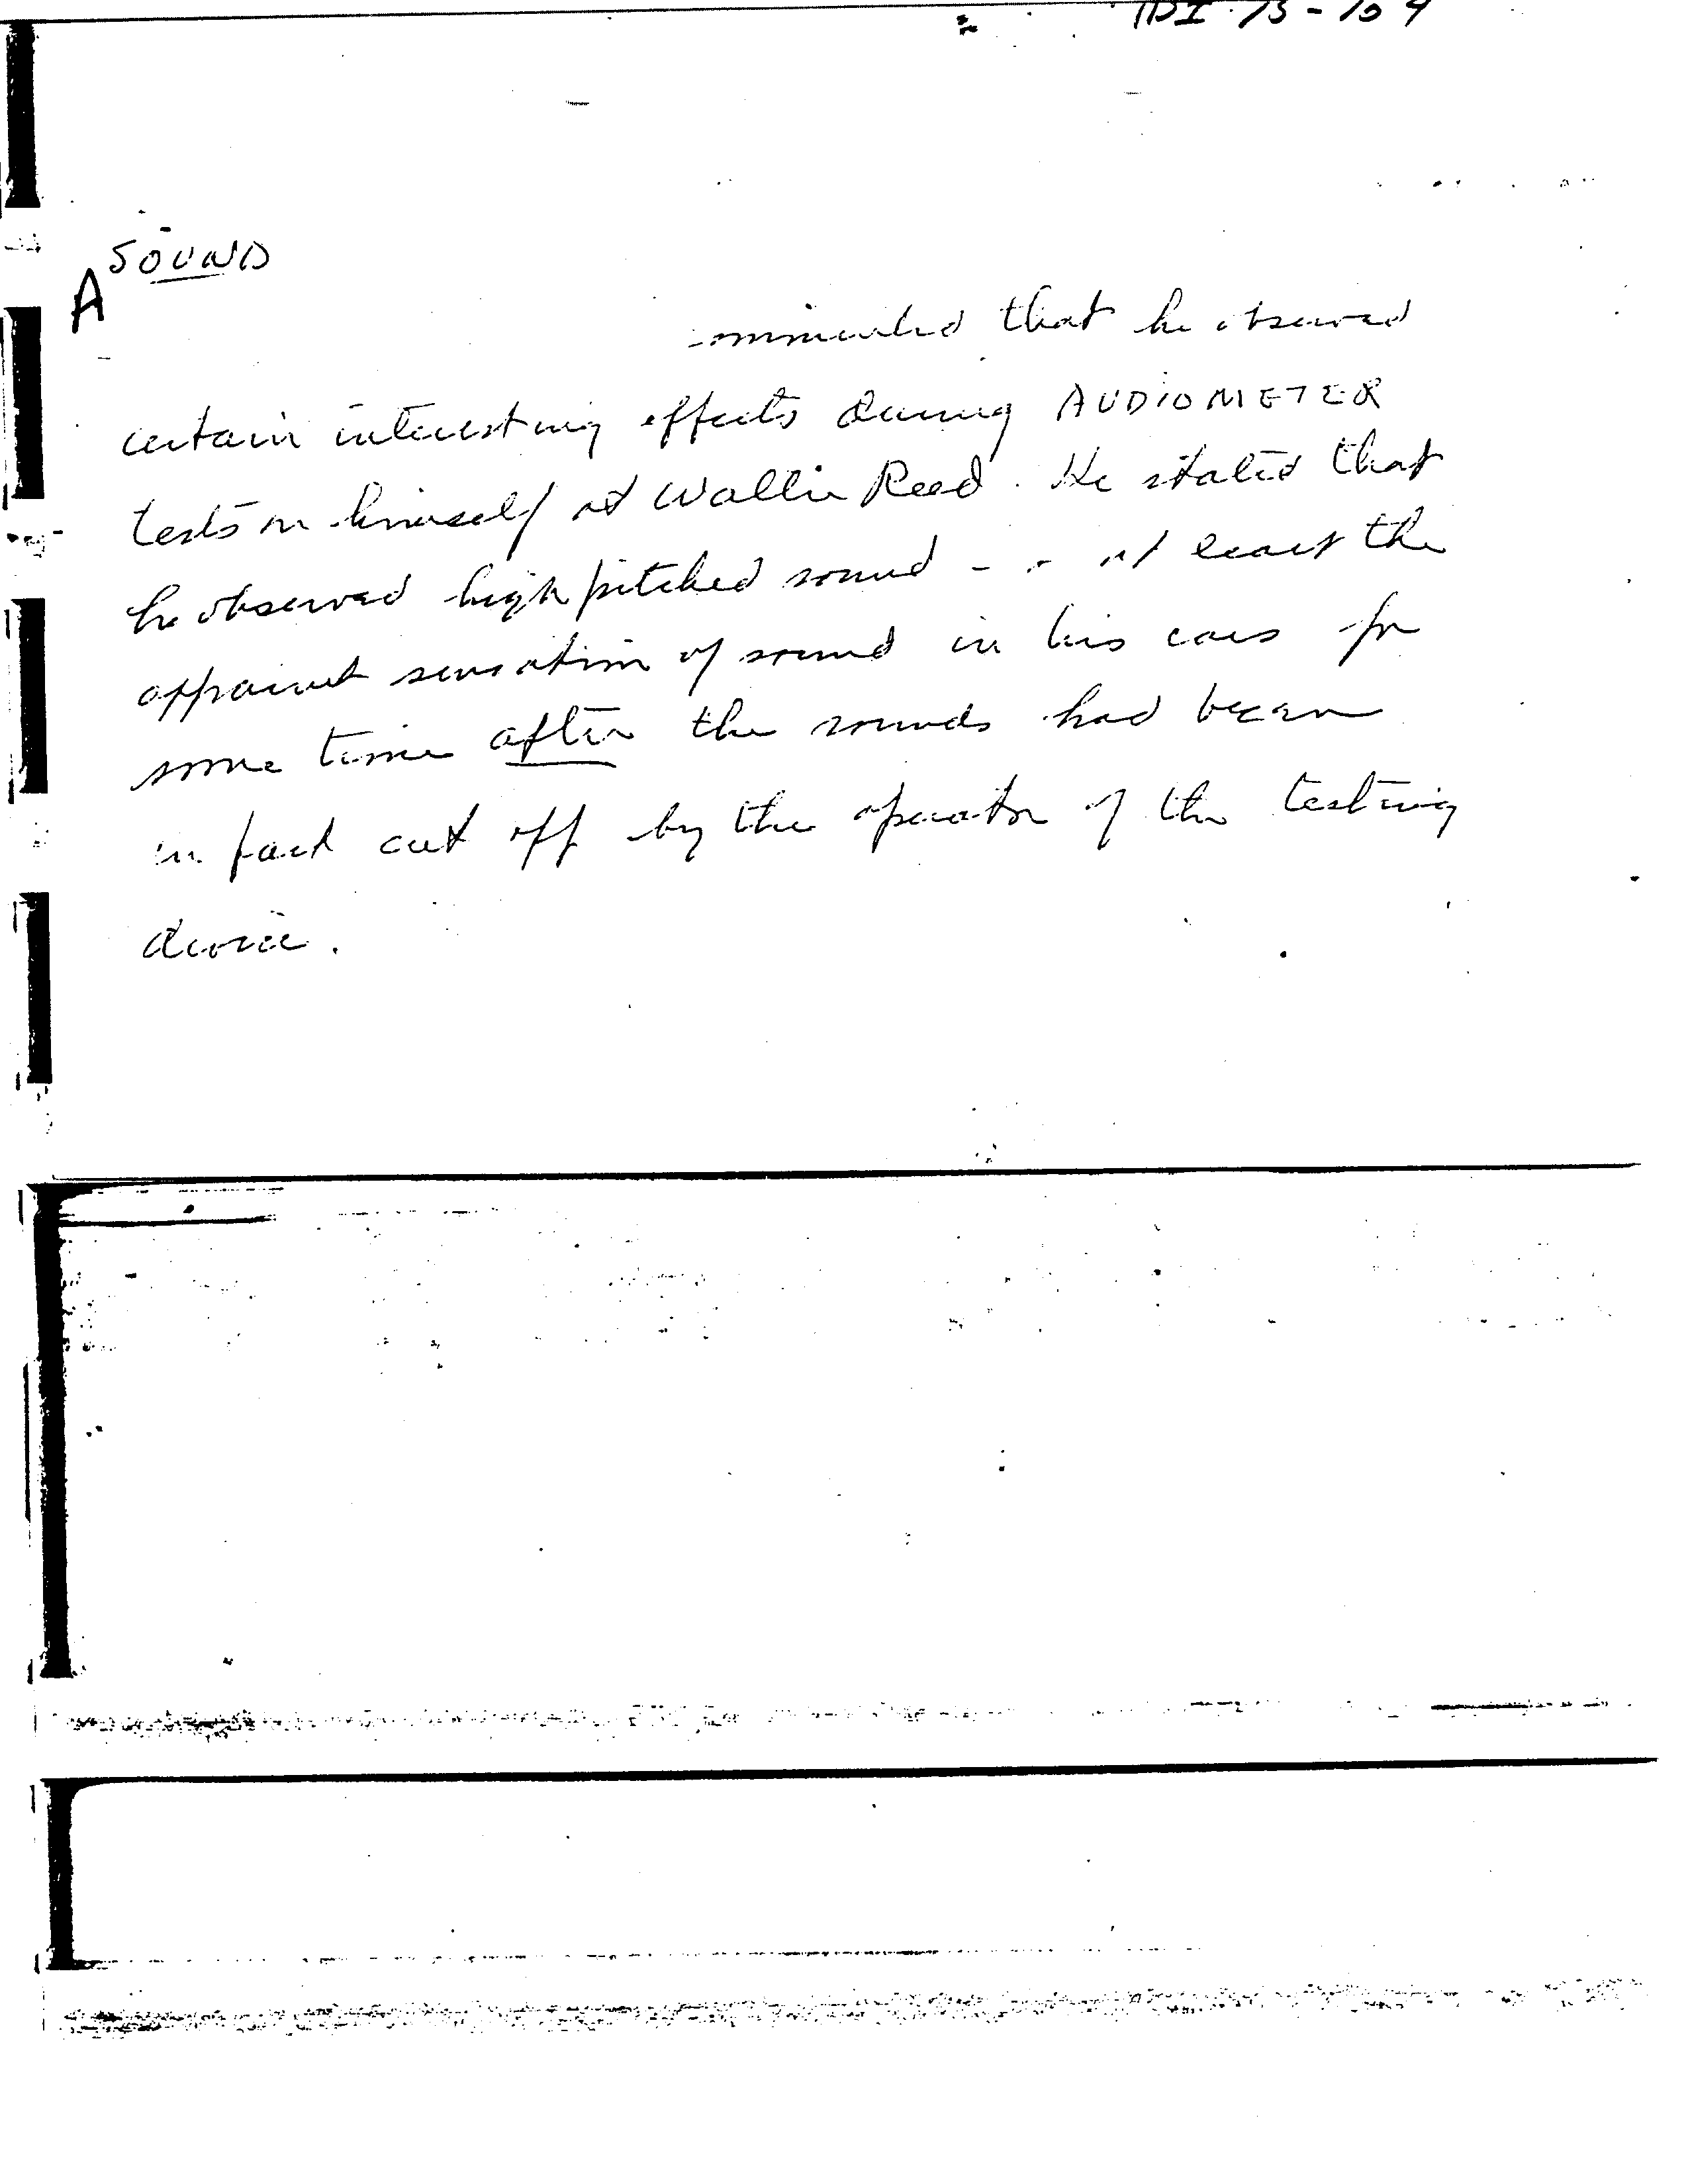 15-104
SOUND
A
commented that he observed
certain interesting effects during AUDIOMETER
tests on himself at Walter Reed. He stated that
he observed high pitched sound - - at least the
apparent sensation of sound in his ears for
some time after the sounds had been
in fact cut off by the operator of the testing
device.